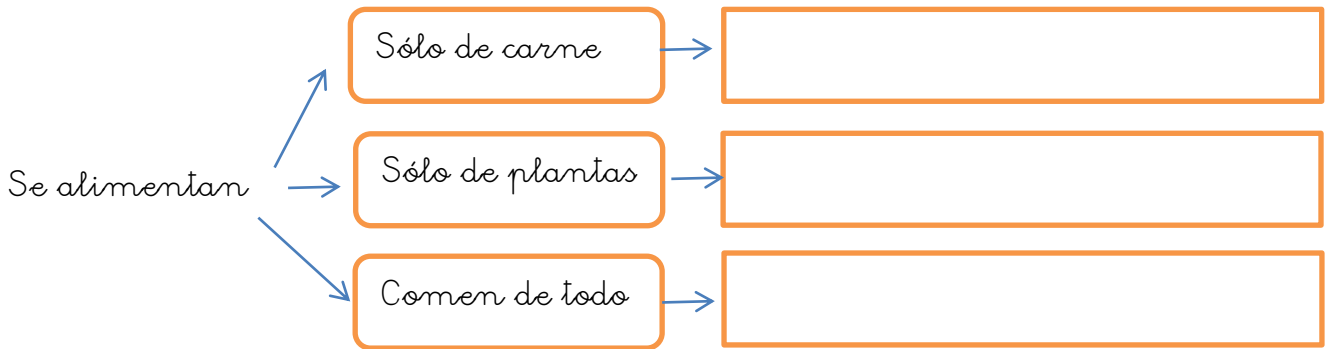 Sólo de carne
Sólo de plantas
Se alimentan
Comen de todo